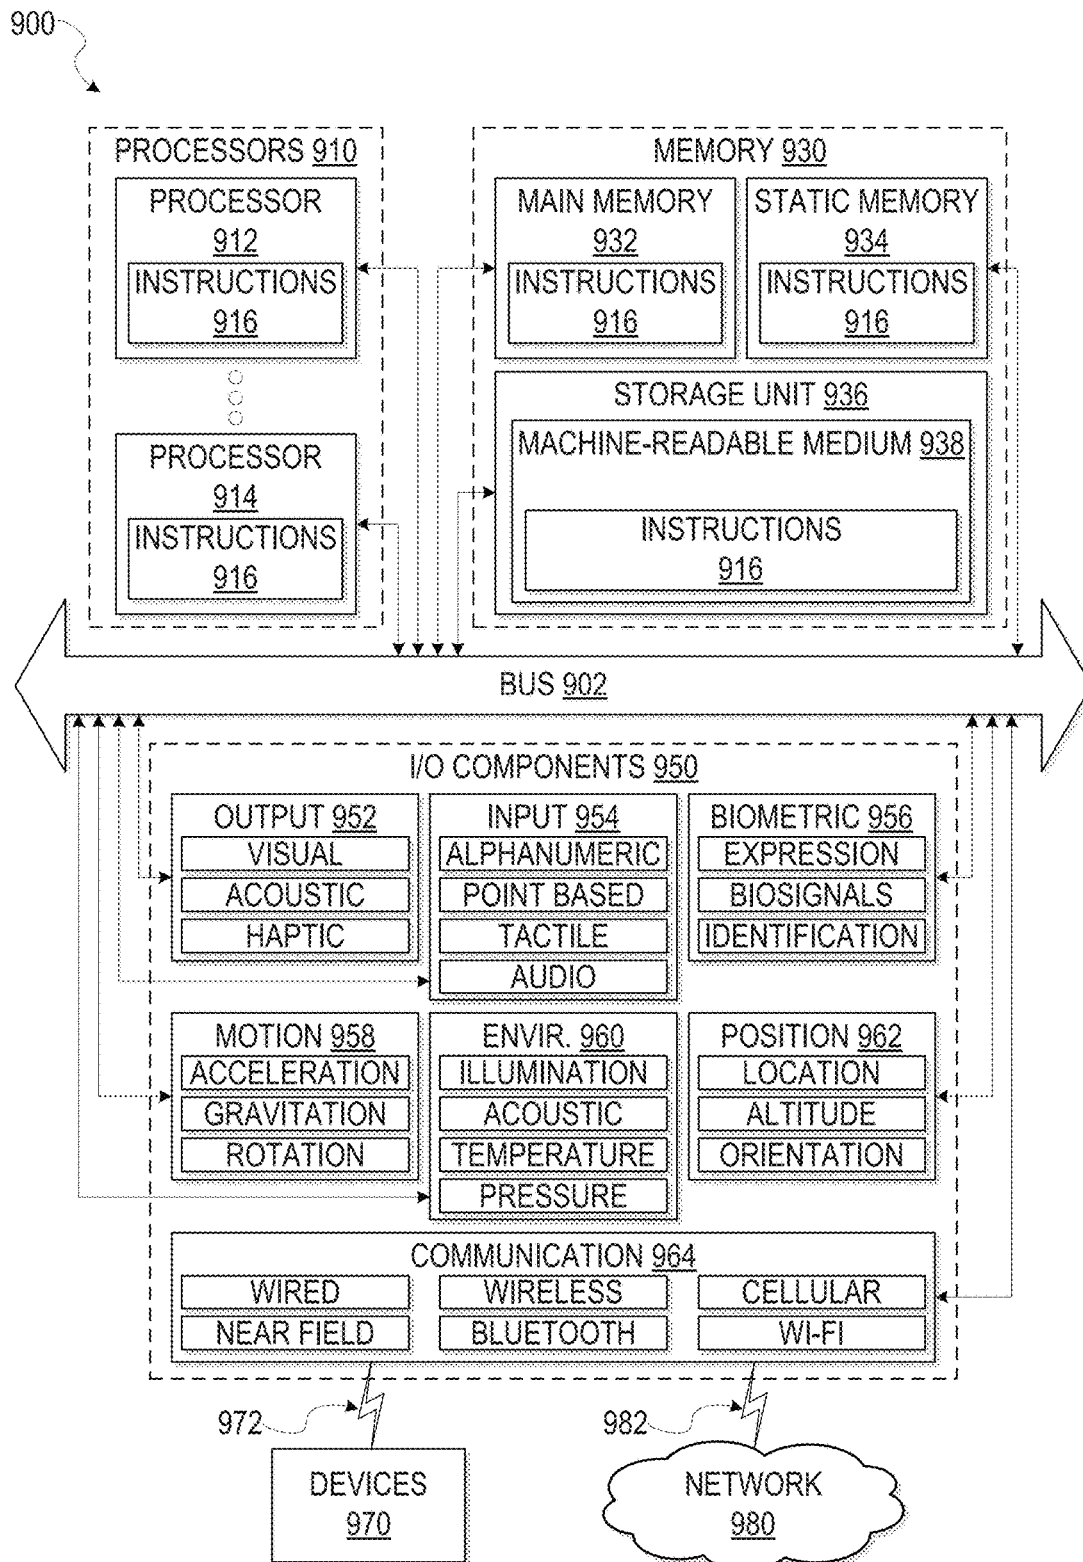 900
PROCESSORS 910
PROCESSOR
912
INSTRUCTIONS
916
PROCESSOR
914
INSTRUCTIONS
916
MEMORY 930
MAIN MEMORY
932
INSTRUCTIONS
916
STATIC MEMORY
934
INSTRUCTIONS
916
STORAGE UNIT 936
MACHINE-READABLE MEDIUM 938
INSTRUCTIONS
916
BUS 902
I/O COMPONENTS 950
OUTPUT 952
VISUAL
ACOUSTIC
HAPTIC
INPUT 954
ALPHANUMERIC
POINT BASED
TACTILE
AUDIO
BIOMETRIC 956
EXPRESSION
BIOSIGNALS
IDENTIFICATION
MOTION 958
ACCELERATION
GRAVITATION
ROTATION
ENVIR. 960
ILLUMINATION
ACOUSTIC
TEMPERATURE
PRESSURE
POSITION 962
LOCATION
ALTITUDE
ORIENTATION
COMMUNICATION 964
WIRED
WIRELESS
CELLULAR
NEAR FIELD
BLUETOOTH
WI-FI
972
982
DEVICES
970
NETWORK
980